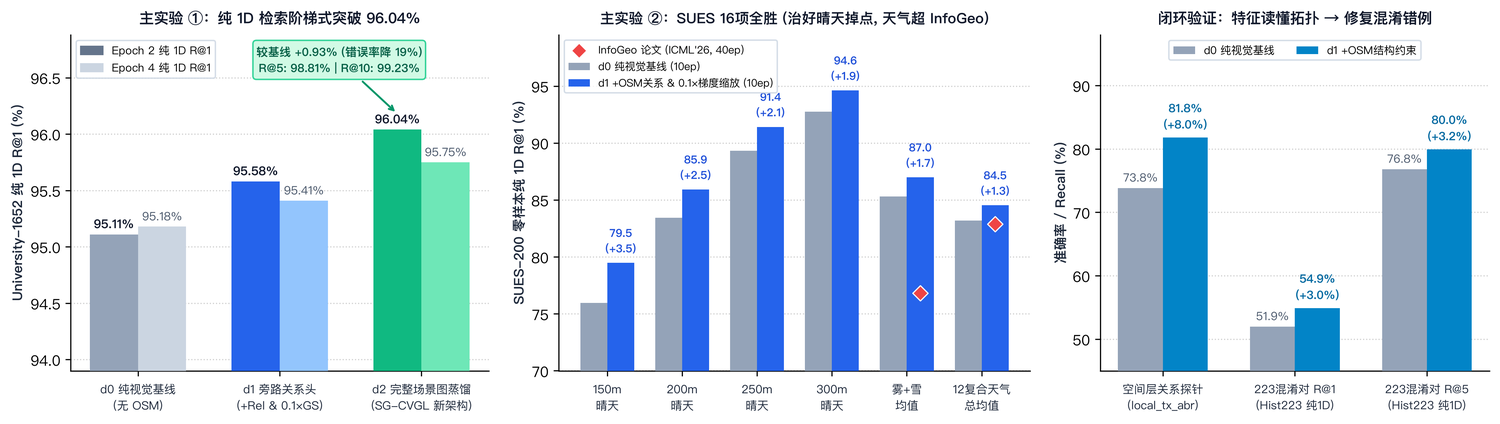 主实验 ①：纯 1D 检索阶梯式突破 96.04%
Epoch 2 纯 1D R@1
Epoch 4 纯 1D R@1
较基线 +0.93% (错误率降 19%)
R@5: 98.81% | R@10: 99.23%
University-1652 纯 1D R@1 (%)
96.5
96.0
95.5
95.0
94.5
94.0
95.11%
95.18%
95.58%
95.41%
96.04%
95.75%
d0 纯视觉基线
(无 OSM)
d1 旁路关系头
(+Rel & 0.1×GS)
d2 完整场景图蒸馏
(SG-CVGL 新架构)
主实验 ②：SUES 16项全胜 (治好晴天掉点, 天气超 InfoGeo)
InfoGeo 论文 (ICML'26, 40ep)
d0 纯视觉基线 (10ep)
d1 +OSM关系 & 0.1×梯度缩放 (10ep)
SUES-200 零样本纯 1D R@1 (%)
95
90
85
80
75
70
79.5
(+3.5)
85.9
(+2.5)
91.4
(+2.1)
94.6
(+1.9)
87.0
(+1.7)
84.5
(+1.3)
150m
晴天
200m
晴天
250m
晴天
300m
晴天
雾+雪
均值
12复合天气
总均值
闭环验证：特征读懂拓扑 → 修复混淆错例
d0 纯视觉基线
d1 +OSM结构约束
准确率 / Recall (%)
90
80
70
60
50
73.8%
81.8%
(+8.0%)
51.9%
54.9%
(+3.0%)
76.8%
80.0%
(+3.2%)
空间层关系探针
(local_tx_abr)
223混淆对 R@1
(Hist223 纯1D)
223混淆对 R@5
(Hist223 纯1D)